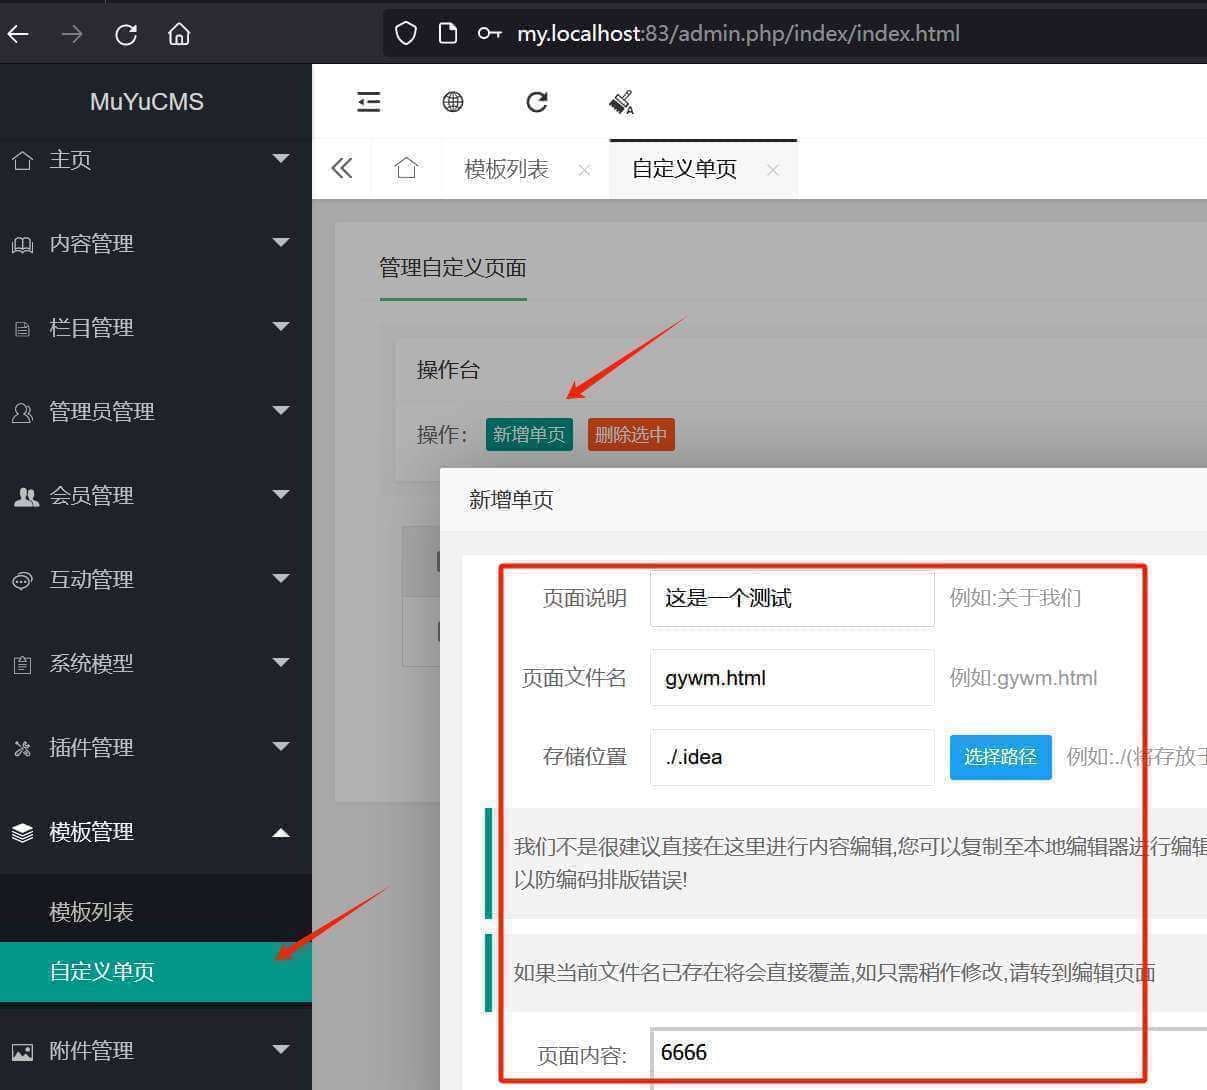 my.localhost:83/admin.php/index/index.html
MuYuCMS
主页
内容管理
栏目管理
管理员管理
会员管理
互动管理
系统模型
插件管理
模板管理
模板列表
自定义单页
附件管理
模板列表 自定义单页
管理自定义页面
操作台
操作： 新增单页 删除选中
新增单页
页面说明 这是一个测试 例如:关于我们
页面文件名 gywm.html 例如:gywm.html
存储位置 ./.idea 选择路径 例如:./(将存放于
我们不是很建议直接在这里进行内容编辑,您可以复制至本地编辑器进行编辑
以防编码排版错误!
如果当前文件名已存在将会直接覆盖,如只需稍作修改,请转到编辑页面
页面内容: 6666